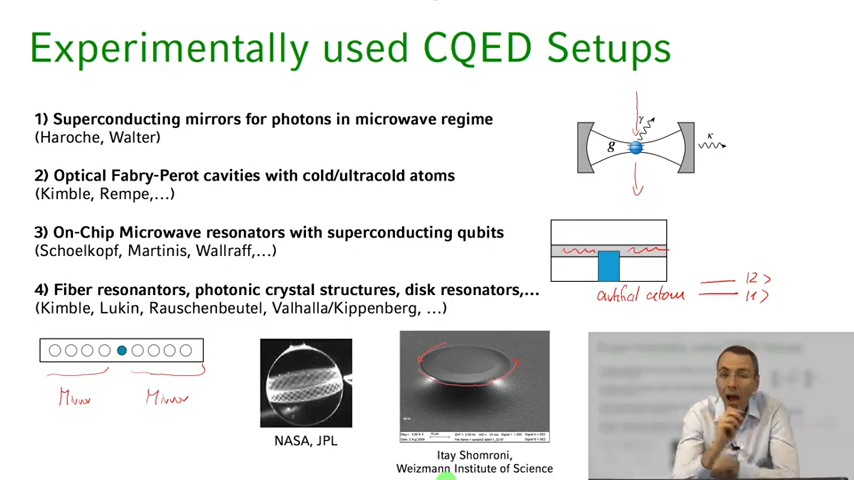 Experimentally used CQED Setups
1) Superconducting mirrors for photons in microwave regime
(Haroche, Walter)
2) Optical Fabry-Perot cavities with cold/ultracold atoms
(Kimble, Rempe,...)
3) On-Chip Microwave resonators with superconducting qubits
(Schoelkopf, Martinis, Wallraff,...)
4) Fiber resonantors, photonic crystal structures, disk resonators,...
(Kimble, Lukin, Rauschenbeutel, Valhalla/Kippenberg, ...)
γ
g
κ
artifical atom
|2>
|1>
Mirror Mirror
NASA, JPL
Itay Shomroni,
Weizmann Institute of Science